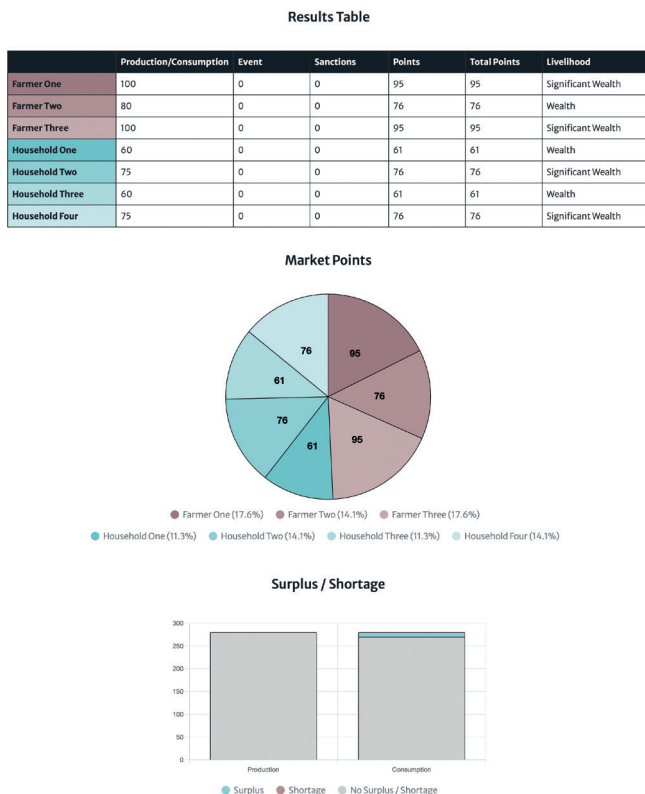 Results Table
Production/Consumption Event Sanctions Points Total Points Livelihood
Farmer One 100 0 0 95 95 Significant Wealth
Farmer Two 80 0 0 76 76 Wealth
Farmer Three 100 0 0 95 95 Significant Wealth
Household One 60 0 0 61 61 Wealth
Household Two 75 0 0 76 76 Significant Wealth
Household Three 60 0 0 61 61 Wealth
Household Four 75 0 0 76 76 Significant Wealth
Market Points
76 95
61 76
76 95
61
Farmer One (17.6%) Farmer Two (14.1%) Farmer Three (17.6%)
Household One (11.3%) Household Two (14.1%) Household Three (11.3%) Household Four (14.1%)
Surplus / Shortage
300
250
200
150
100
50
0
Production Consumption
Surplus Shortage No Surplus / Shortage